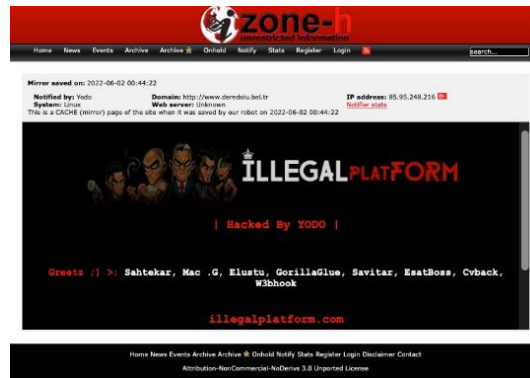 zone-h
unrestricted information
Home News Events Archive Archive ★ Onhold Notify Stats Register Login
search...
Mirror saved on: 2022-06-02 00:44:22
Notified by: Yodo Domain: http://www.deredolu.bel.tr IP address: 85.95.248.216
System: Linux Web server: Unknown Notifier stats
This is a CACHE (mirror) page of the site when it was saved by our robot on 2022-06-02 00:44:22
ILLEGAL PLATFORM
| Hacked By YODO |
Greetz ;] >: Sahtekar, Mac .G, Elustu, GorillaGlue, Savitar, EsatBoss, Cvback,
W3bhook
illegalplatform.com
Home News Events Archive Archive ★ Onhold Notify Stats Register Login Disclaimer Contact
Attribution-NonCommercial-NoDerivs 3.0 Unported License